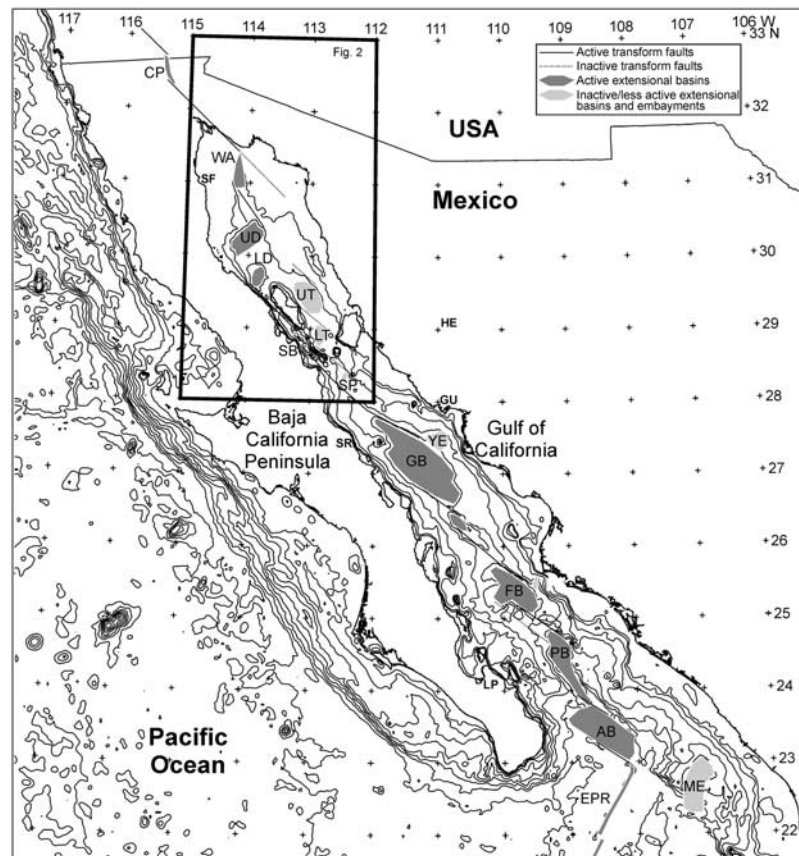 117 116 115 114 113 112 111 110 109 108 107 106 W
33 N
Fig. 2
Active transform faults
Inactive transform faults
Active extensional basins
Inactive/less active extensional
basins and embayments
CP
32
USA
WA
SF
31
Mexico
UD
30
LD
UT
HE
29
LT
SB
SP
28
GU
Baja
California
Peninsula
Gulf of
California
SR
YE
GB
27
26
FB
25
PB
LP
24
AB
Pacific
Ocean
23
ME
EPR
22